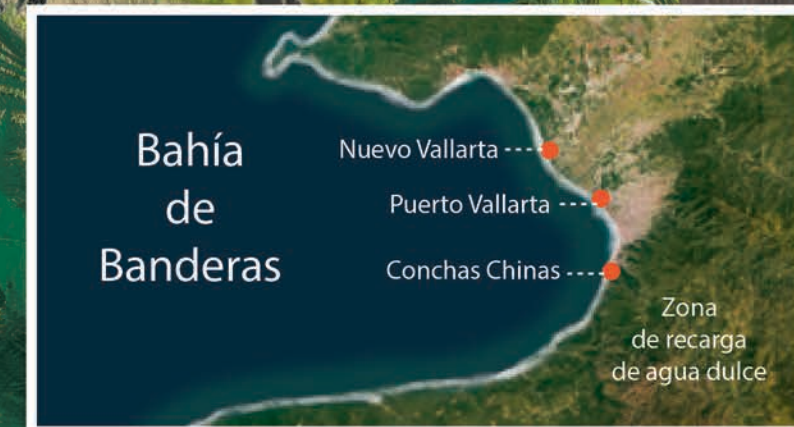 Bahía
de
Banderas
Nuevo Vallarta
Puerto Vallarta
Conchas Chinas
Zona
de recarga
de agua dulce